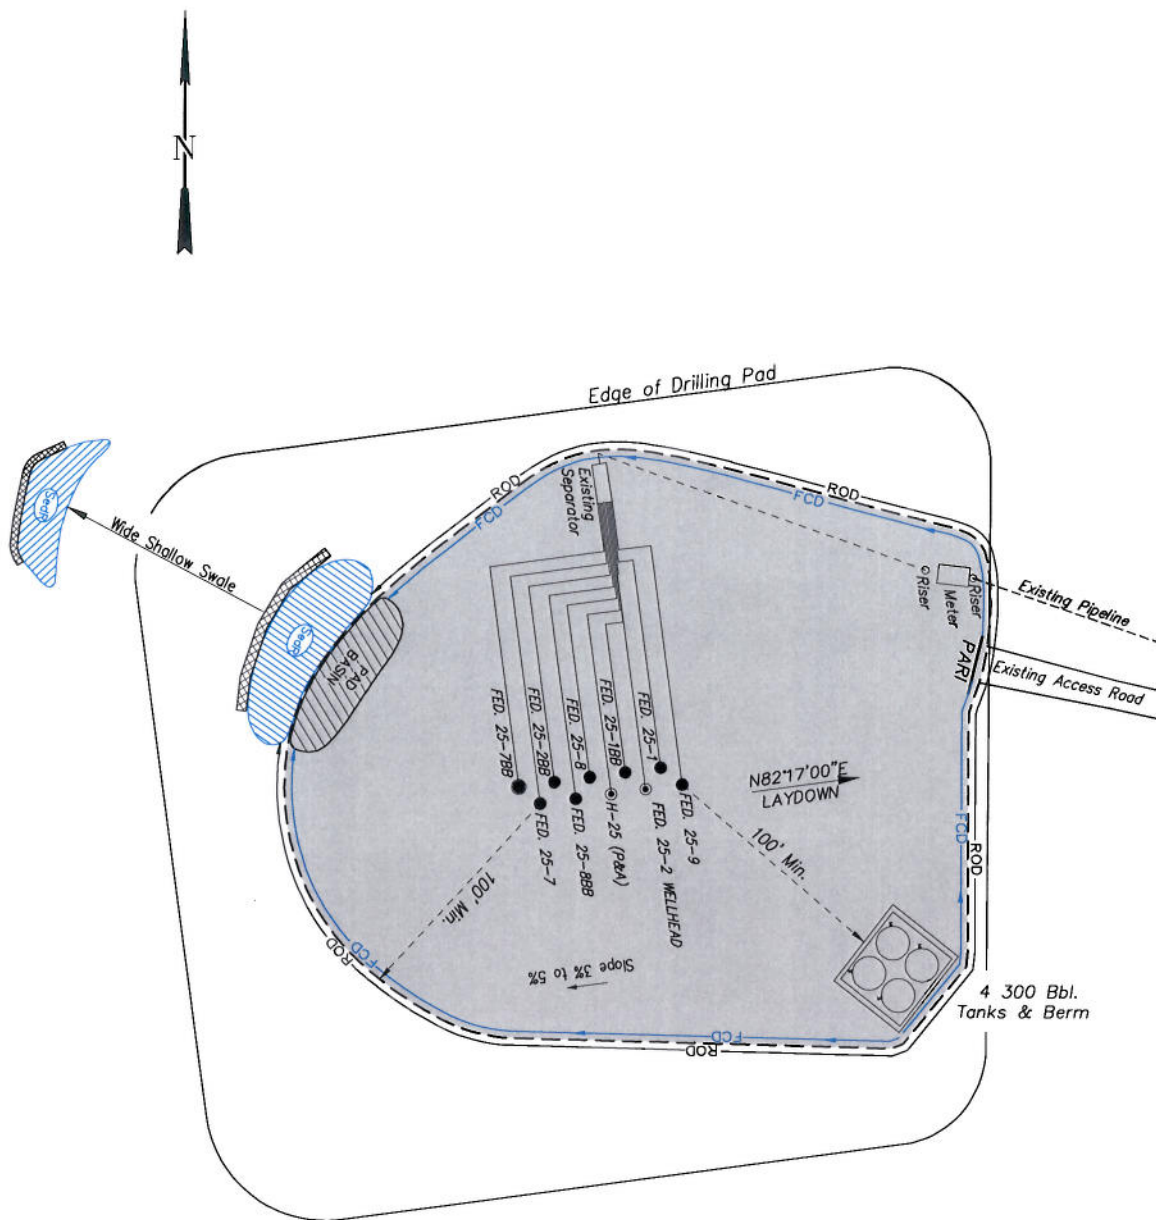 N
Edge of Drilling Pad
ROD
FCD
ROD
FCD
Existing
Separator
SedP
Wide Shallow Swale
SedP
PAD
BASIN
Riser
Meter
Riser
Existing Pipeline
PARI
Existing Access Road
FED. 25-7BB
FED. 25-2BB
FED. 25-8
FED. 25-1BB
FED. 25-1
FED. 25-7
FED. 25-8BB
H-25 (P&A)
FED. 25-2 WELLHEAD
FED. 25-9
N82°17'00"E
LAYDOWN
100' Min.
100' Min.
FCD
ROD
Slope 3% to 5%
FCD
ROD
4 300 Bbl.
Tanks & Berm
FCD
ROD